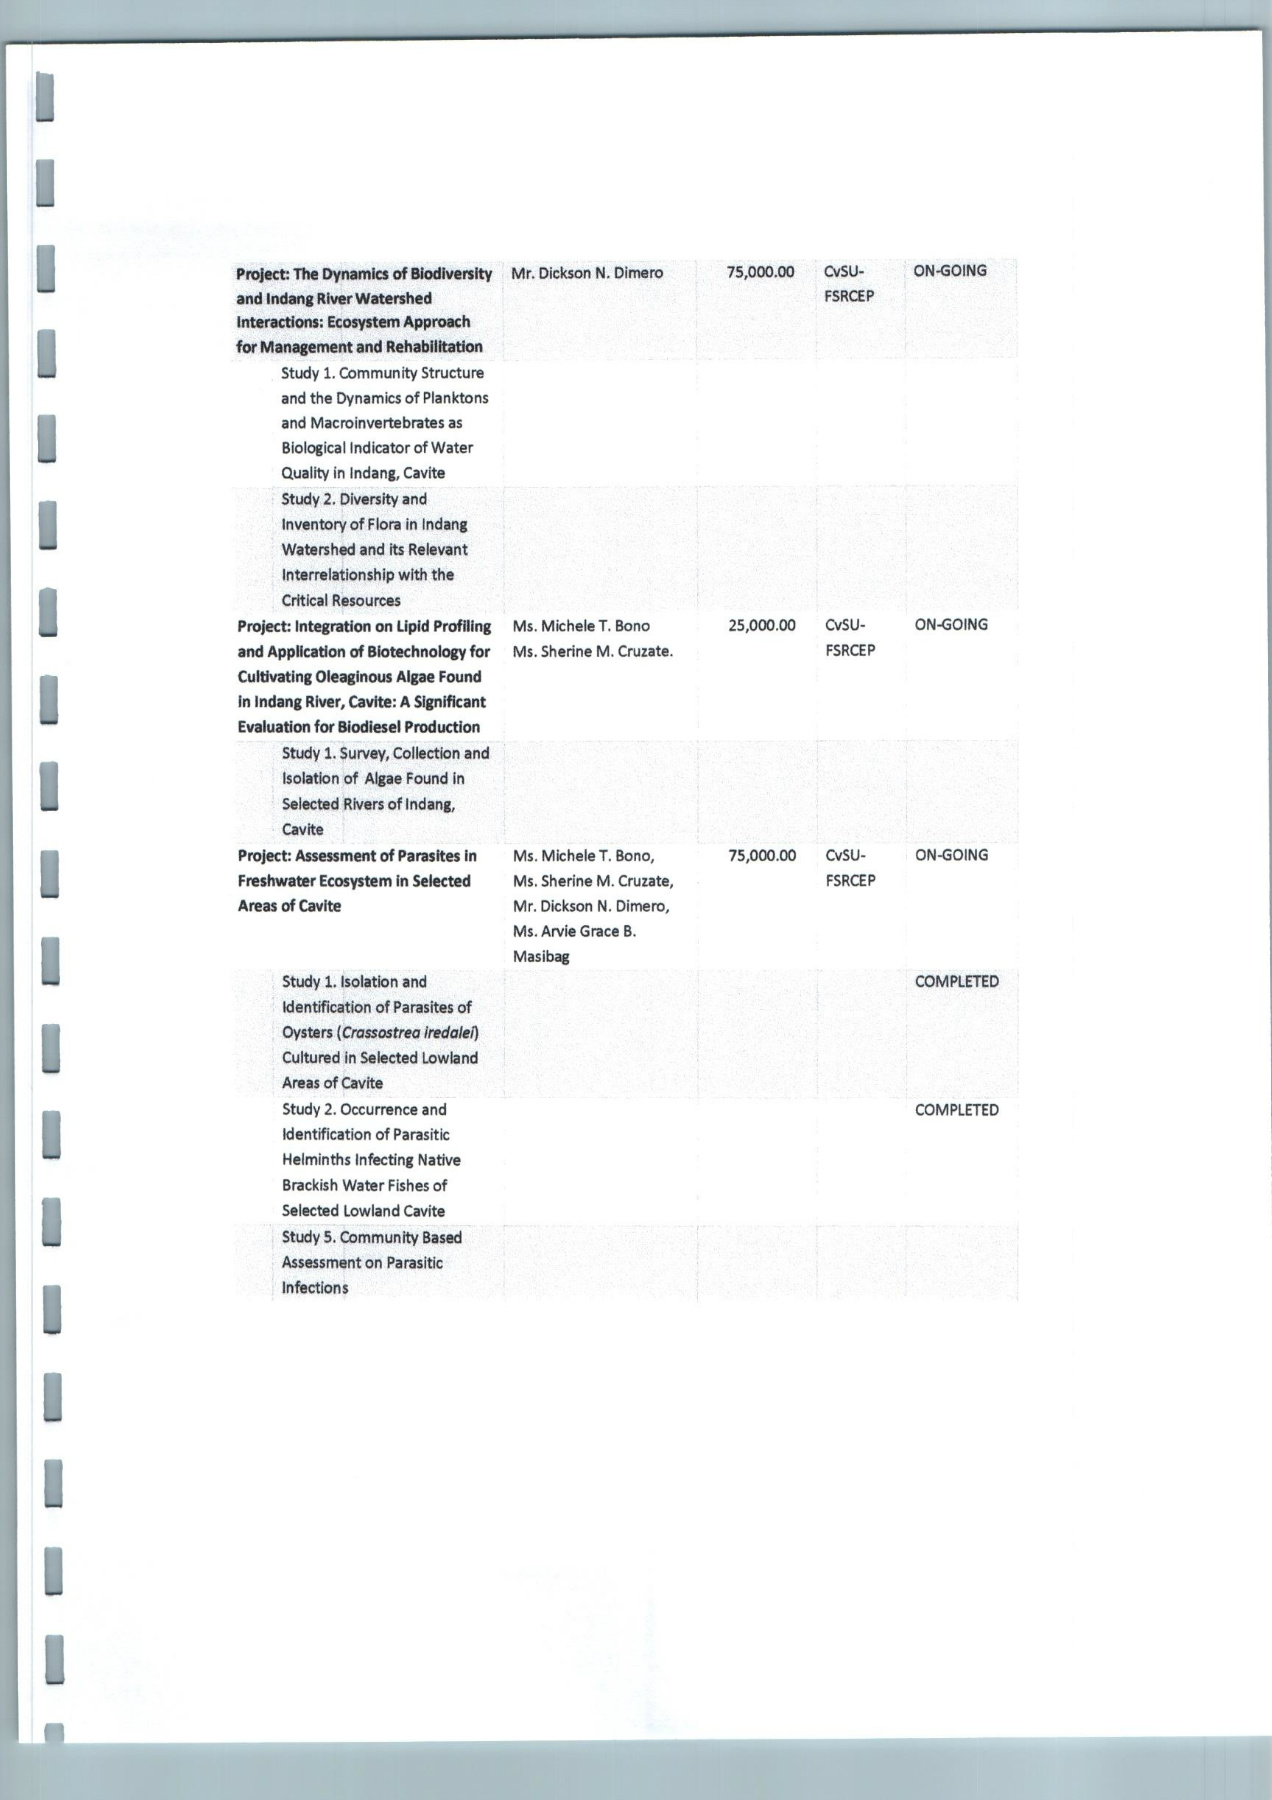 Project: The Dynamics of Biodiversity Mr. Dickson N. Dimero 75,000.00 CvSU- ON-GOING
and Indang River Watershed FSRCEP
Interactions: Ecosystem Approach
for Management and Rehabilitation
Study 1. Community Structure
and the Dynamics of Planktons
and Macroinvertebrates as
Biological Indicator of Water
Quality in Indang, Cavite
Study 2. Diversity and
Inventory of Flora in Indang
Watershed and its Relevant
Interrelationship with the
Critical Resources
Project: Integration on Lipid Profiling Ms. Michele T. Bono 25,000.00 CvSU- ON-GOING
and Application of Biotechnology for Ms. Sherine M. Cruzate. FSRCEP
Cultivating Oleaginous Algae Found
in Indang River, Cavite: A Significant
Evaluation for Biodiesel Production
Study 1. Survey, Collection and
Isolation of Algae Found in
Selected Rivers of Indang,
Cavite
Project: Assessment of Parasites in Ms. Michele T. Bono, 75,000.00 CvSU- ON-GOING
Freshwater Ecosystem in Selected Ms. Sherine M. Cruzate, FSRCEP
Areas of Cavite Mr. Dickson N. Dimero,
Ms. Arvie Grace B.
Masibag
Study 1. Isolation and COMPLETED
Identification of Parasites of
Oysters (Crassostrea iredalei)
Cultured in Selected Lowland
Areas of Cavite
Study 2. Occurrence and COMPLETED
Identification of Parasitic
Helminths Infecting Native
Brackish Water Fishes of
Selected Lowland Cavite
Study 5. Community Based
Assessment on Parasitic
Infections